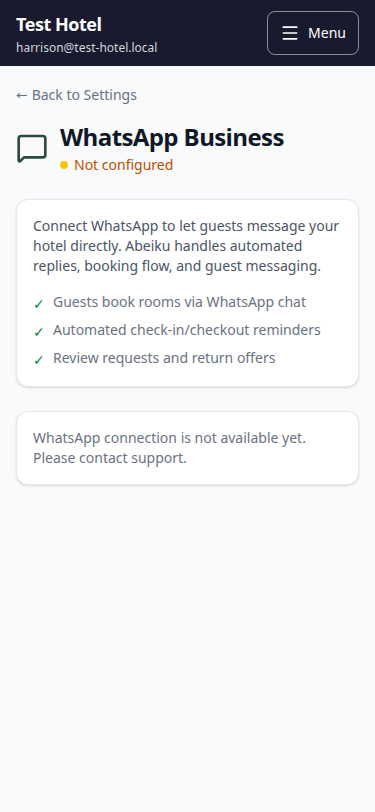 Test Hotel
harrison@test-hotel.local
Menu
← Back to Settings
WhatsApp Business
Not configured
Connect WhatsApp to let guests message your
hotel directly. Abeiku handles automated
replies, booking flow, and guest messaging.
✓ Guests book rooms via WhatsApp chat
✓ Automated check-in/checkout reminders
✓ Review requests and return offers
WhatsApp connection is not available yet.
Please contact support.